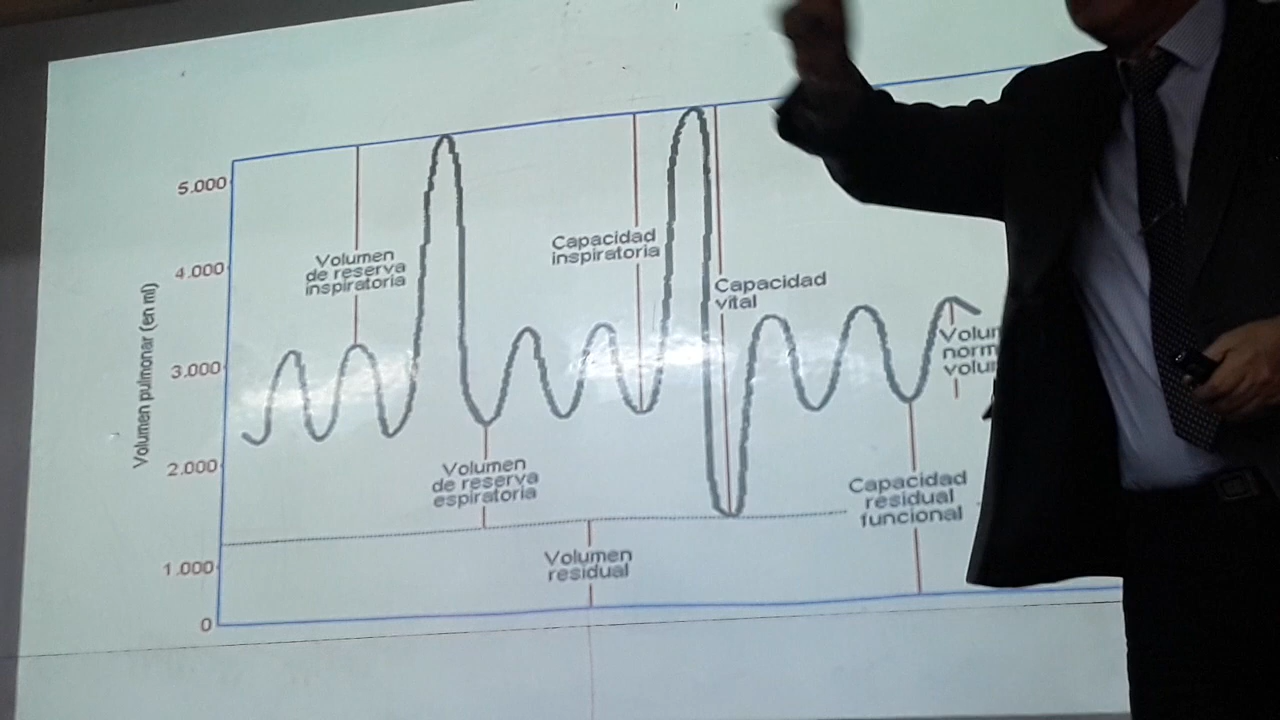 5.000
4.000
3.000
2.000
1.000
0
Volumen pulmonar (en ml)
Volumen
de reserva
inspiratoria
Capacidad
inspiratoria
Capacidad
vital
Volumen
de reserva
espiratoria
Volumen
residual
Capacidad
residual
funcional